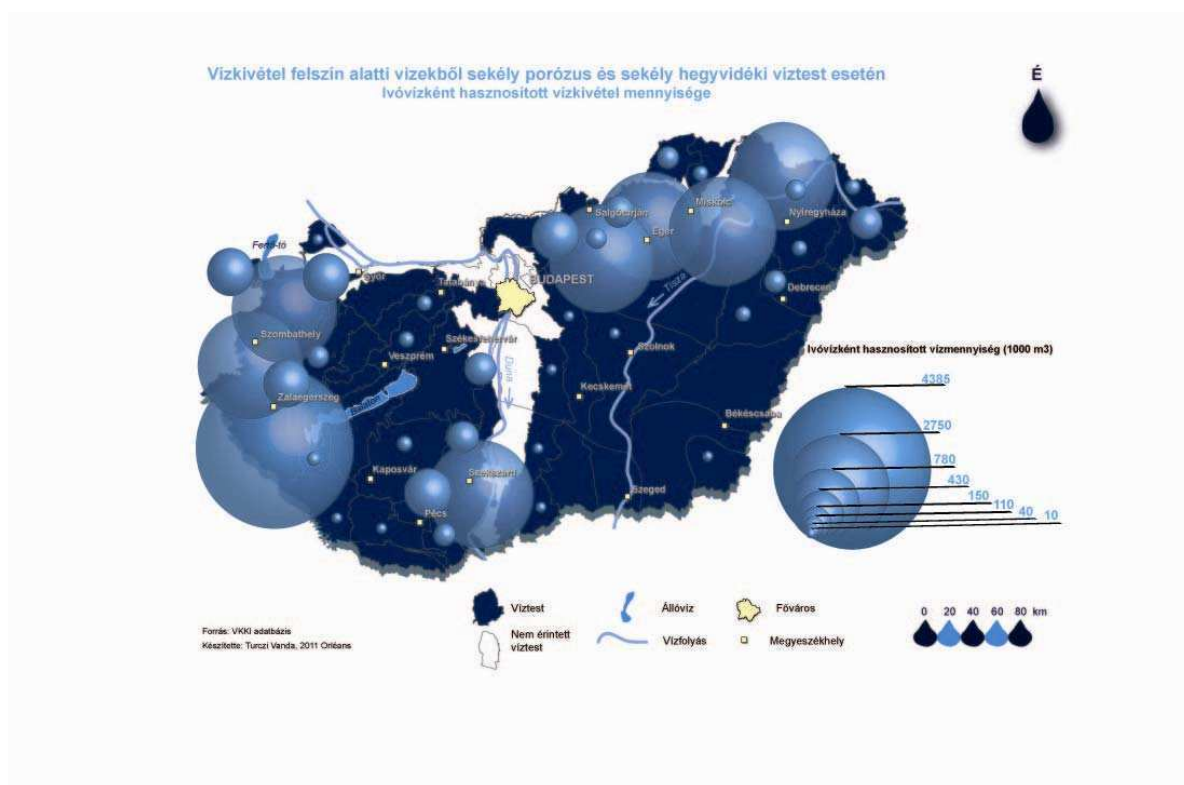 Vízkivétel felszín alatti vizekből sekély porózus és sekély hegyvidéki víztest esetén
Ivóvízként hasznosított vízkivétel mennyisége
É
Salgótarján
Miskolc
Eger
Nyíregyháza
Fertő-tó
Győr
Tatabánya
BUDAPEST
Tisza
Debrecen
Szombathely
Veszprém
Székesfehérvár
Duna
Szolnok
Ivóvízként hasznosított vízmennyiség (1000 m3)
Zalaegerszeg
Balaton
Kecskemét
Békéscsaba
Kaposvár
Szekszárd
Pécs
Szeged
4385
2750
780
430
150
110
40
10
Víztest
Állóvíz
Főváros
Nem érintett
víztest
Vízfolyás
Megyeszékhely
0 20 40 60 80 km
Forrás: VKKI adatbázis
Készítette: Turczi Vanda, 2011 Orléans